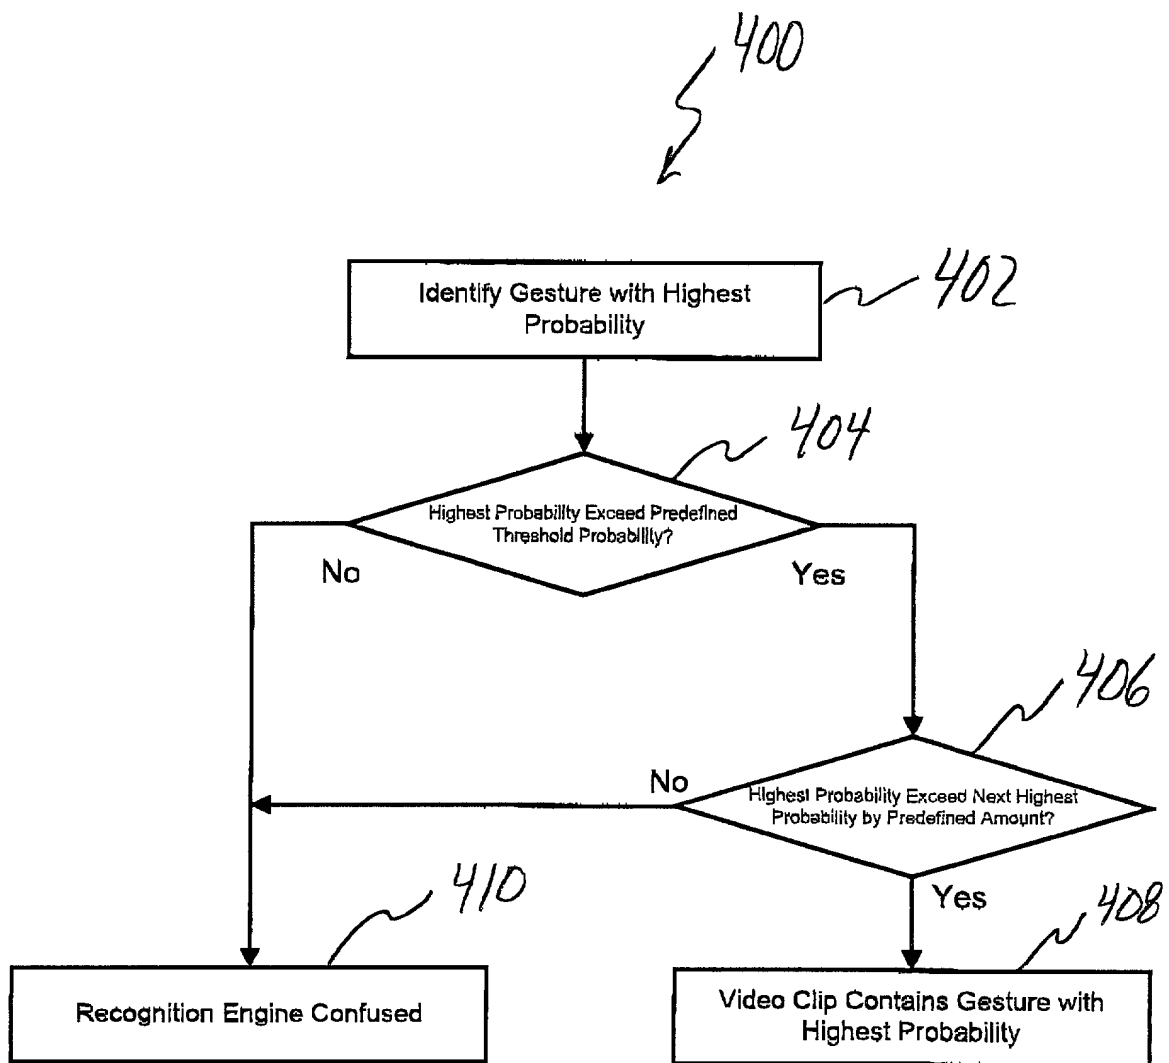 400
Identify Gesture with Highest
Probability
402
404
Highest Probability Exceed Predefined
Threshold Probability?
No
Yes
406
No
Highest Probability Exceed Next Highest
Probability by Predefined Amount?
410
Yes
408
Recognition Engine Confused
Video Clip Contains Gesture with
Highest Probability